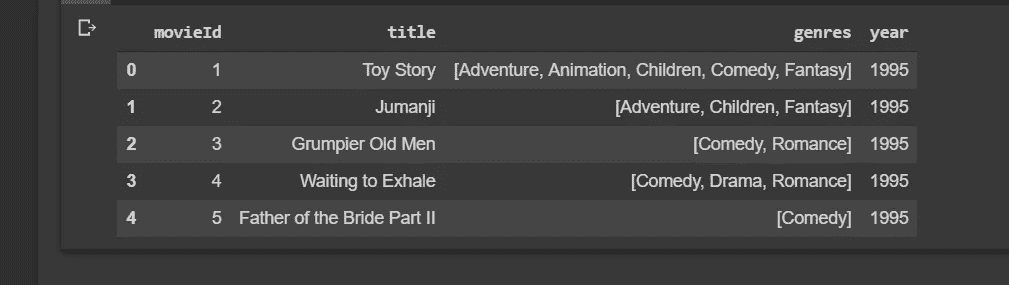 movieId title genres year
0 1 Toy Story [Adventure, Animation, Children, Comedy, Fantasy] 1995
1 2 Jumanji [Adventure, Children, Fantasy] 1995
2 3 Grumpier Old Men [Comedy, Romance] 1995
3 4 Waiting to Exhale [Comedy, Drama, Romance] 1995
4 5 Father of the Bride Part II [Comedy] 1995